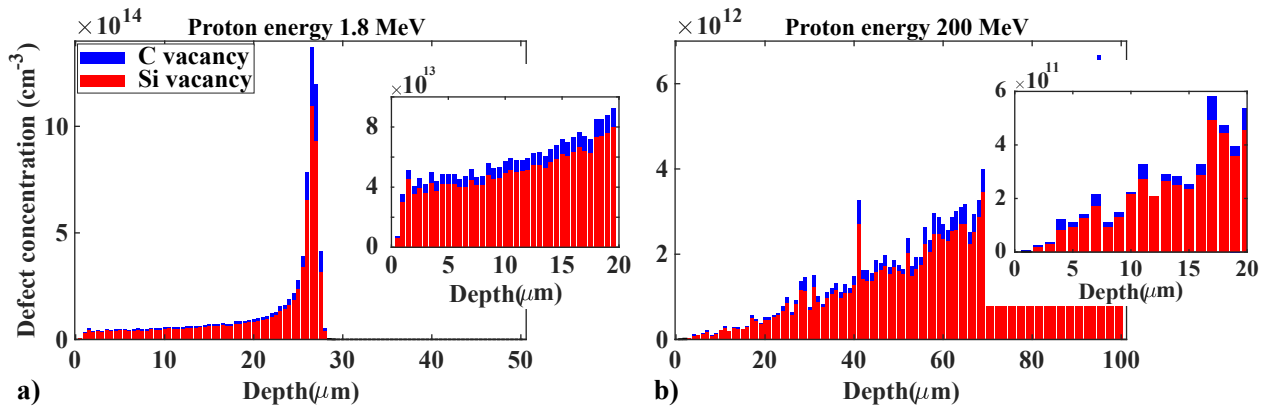 ×10^14
Proton energy 1.8 MeV
C vacancy
Si vacancy
Defect concentration (cm^-3)
10
5
0
0 10 20 30 40 50
Depth(μm)
a)
×10^13
8
4
0
0 5 10 15 20
Depth(μm)
×10^12
Proton energy 200 MeV
6
4
2
0
0 20 40 60 80 100
Depth(μm)
b)
×10^11
6
4
2
0
0 5 10 15 20
Depth(μm)